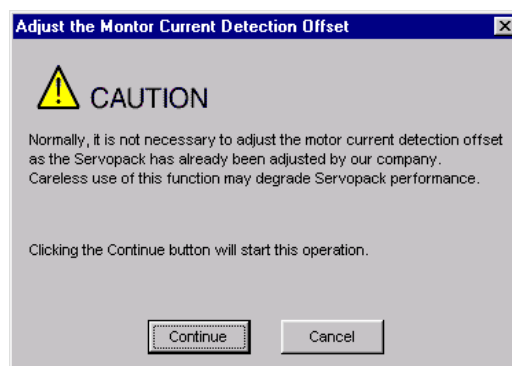 Adjust the Montor Current Detection Offset
CAUTION
Normally, it is not necessary to adjust the motor current detection offset
as the Servopack has already been adjusted by our company.
Careless use of this function may degrade Servopack performance.
Clicking the Continue button will start this operation.
Continue
Cancel